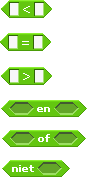 <
=
>
en
of
niet